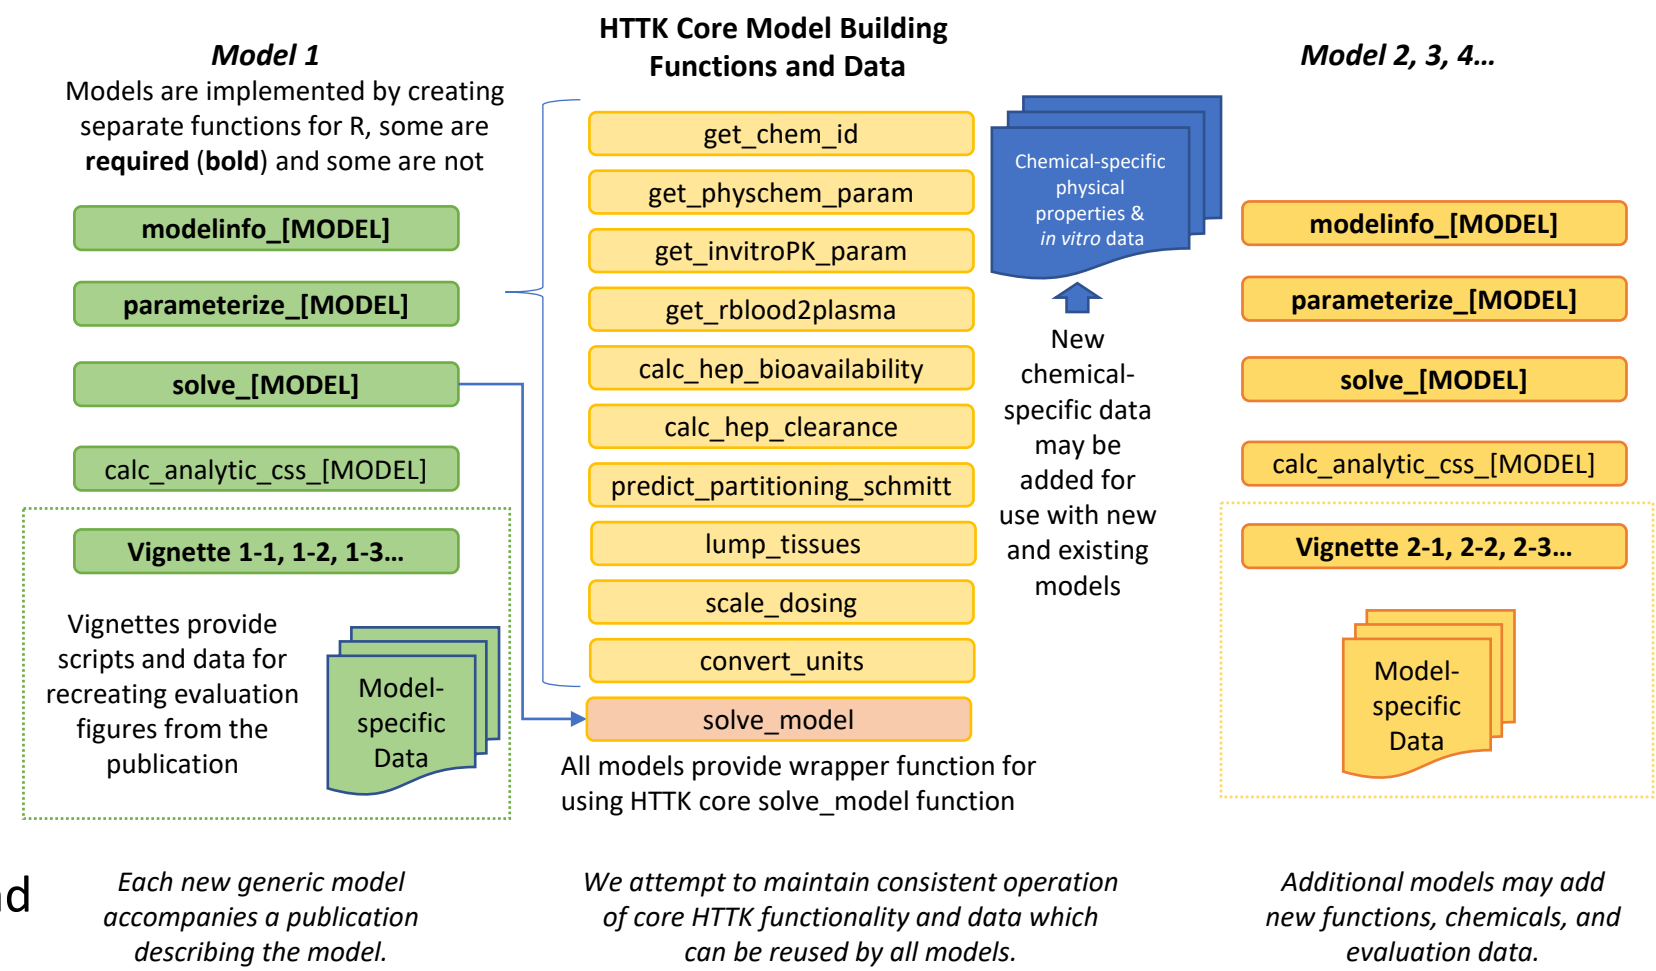 Model 1
Models are implemented by creating
separate functions for R, some are
required (bold) and some are not
modelinfo_[MODEL]
parameterize_[MODEL]
solve_[MODEL]
calc_analytic_css_[MODEL]
Vignette 1-1, 1-2, 1-3…
Vignettes provide
scripts and data for
recreating evaluation
figures from the
publication
Model-
specific
Data
Each new generic model
accompanies a publication
describing the model.
HTTK Core Model Building
Functions and Data
get_chem_id
get_physchem_param
get_invitroPK_param
get_rblood2plasma
calc_hep_bioavailability
calc_hep_clearance
predict_partitioning_schmitt
lump_tissues
scale_dosing
convert_units
solve_model
All models provide wrapper function for
using HTTK core solve_model function
We attempt to maintain consistent operation
of core HTTK functionality and data which
can be reused by all models.
Chemical-specific
physical
properties &
in vitro data
New
chemical-
specific data
may be
added for
use with new
and existing
models
Model 2, 3, 4…
modelinfo_[MODEL]
parameterize_[MODEL]
solve_[MODEL]
calc_analytic_css_[MODEL]
Vignette 2-1, 2-2, 2-3…
Model-
specific
Data
Additional models may add
new functions, chemicals, and
evaluation data.